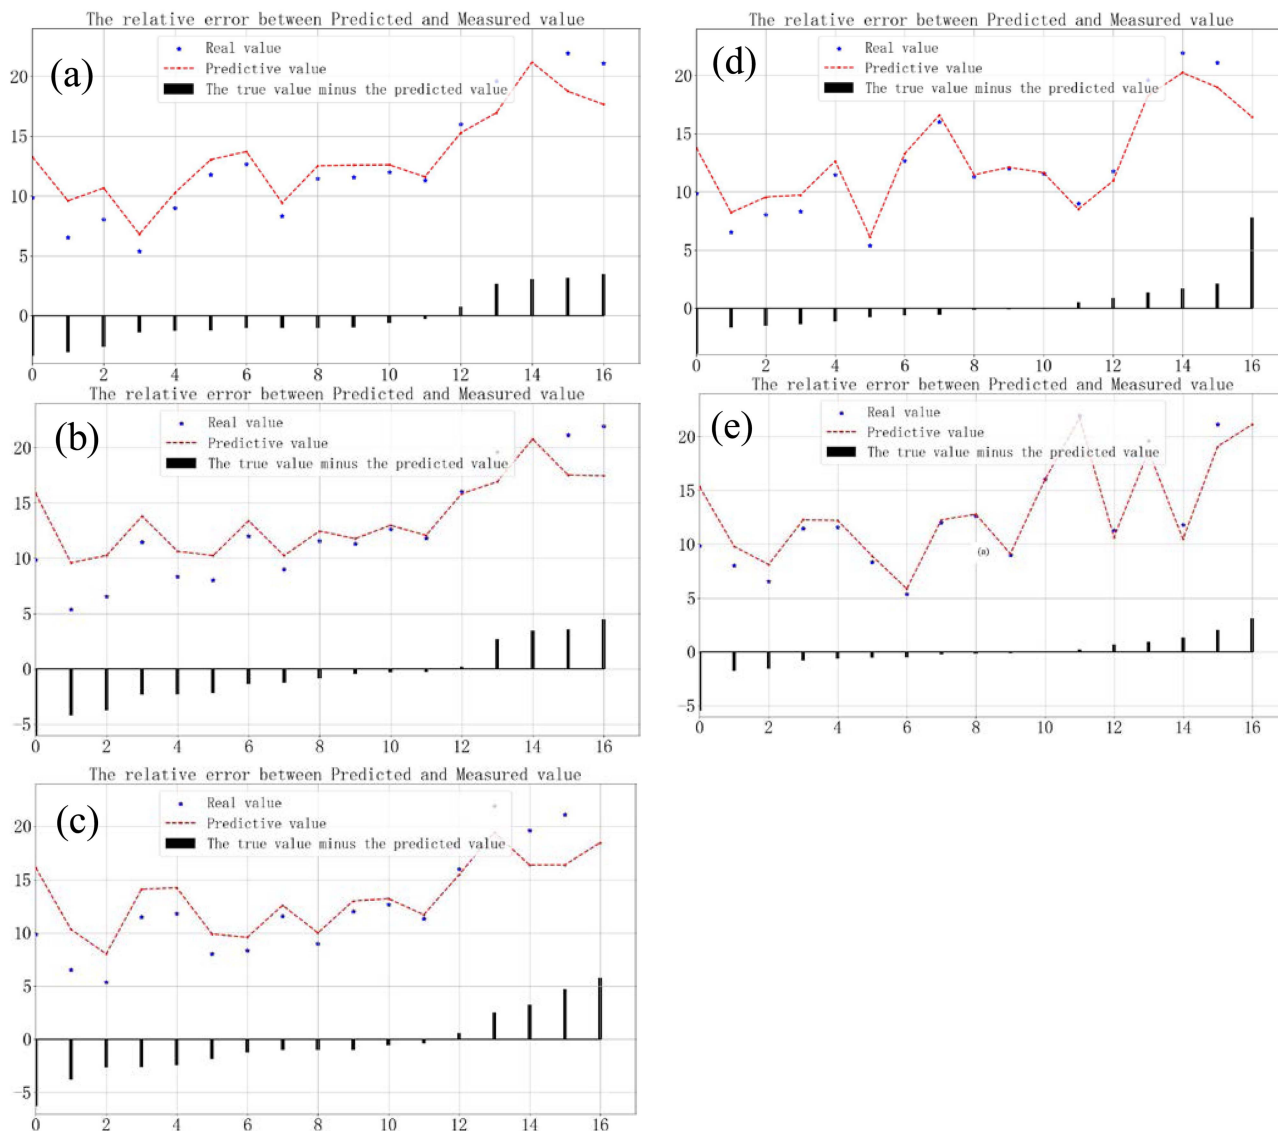 The relative error between Predicted and Measured value
(a)
Real value
Predictive value
The true value minus the predicted value
20
15
10
5
0
0 2 4 6 8 10 12 14 16
The relative error between Predicted and Measured value
(b)
Real value
Predictive value
The true value minus the predicted value
20
15
10
5
0
−5
0 2 4 6 8 10 12 14 16
The relative error between Predicted and Measured value
(c)
Real value
Predictive value
The true value minus the predicted value
20
15
10
5
0
−5
0 2 4 6 8 10 12 14 16
The relative error between Predicted and Measured value
(d)
Real value
Predictive value
The true value minus the predicted value
20
15
10
5
0
0 2 4 6 8 10 12 14 16
The relative error between Predicted and Measured value
(e)
Real value
Predictive value
The true value minus the predicted value
20
15
10
(a)
5
0
−5
0 2 4 6 8 10 12 14 16